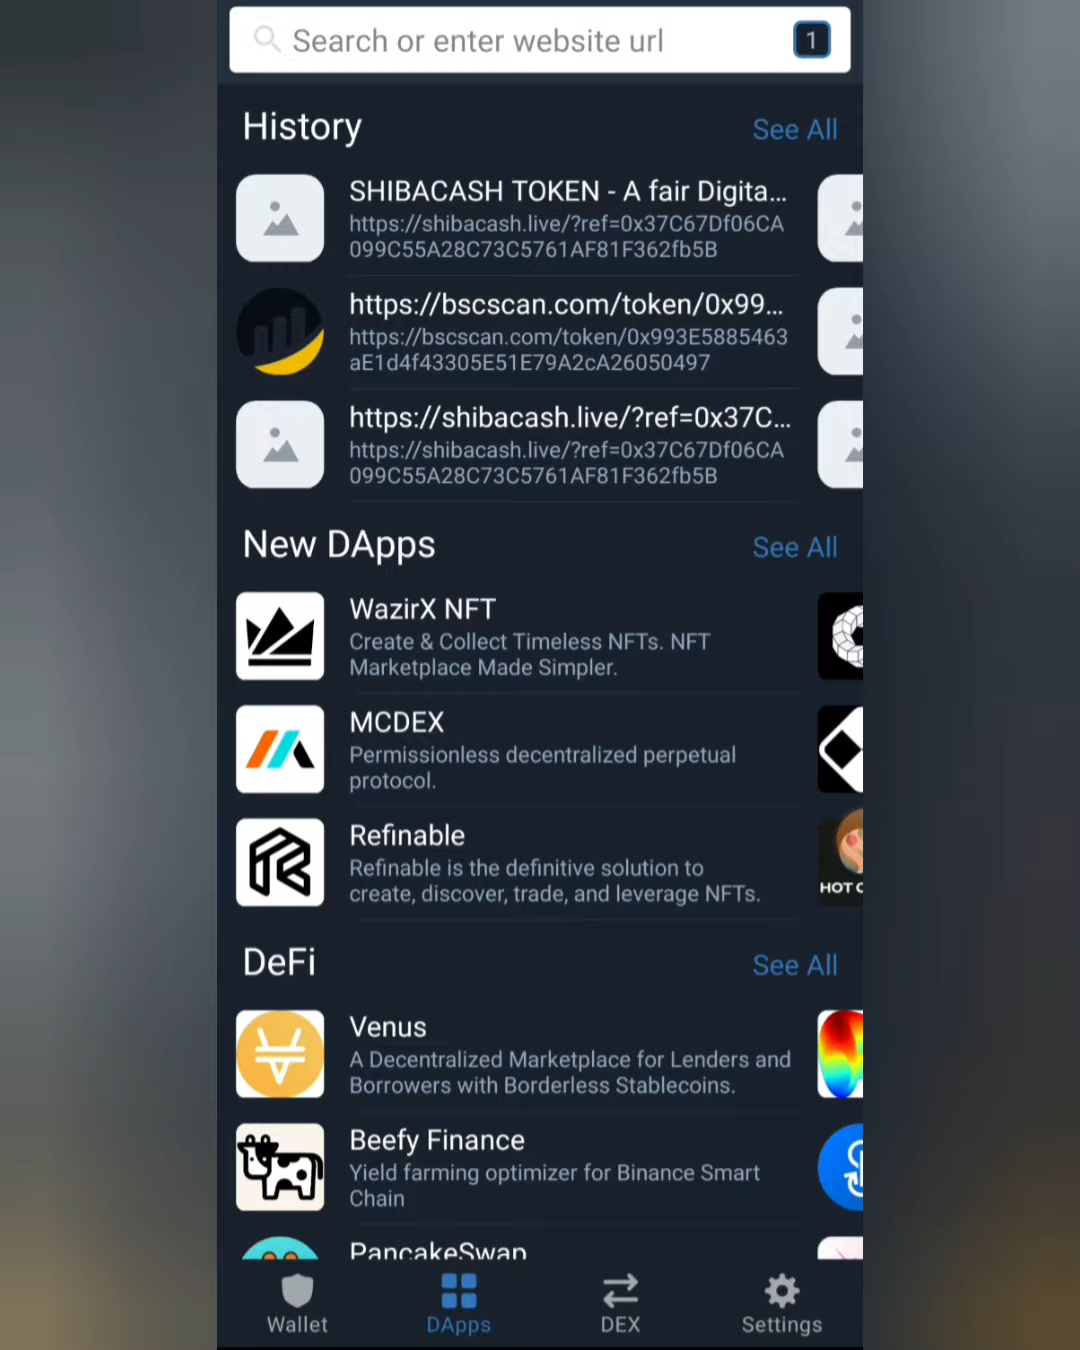 Search or enter website url
1
History
See All
SHIBACASH TOKEN - A fair Digita...
https://shibacash.live/?ref=0x37C67Df06CA
099C55A28C73C5761AF81F362fb5B
https://bscscan.com/token/0x99...
https://bscscan.com/token/0x993E5885463
aE1d4f43305E51E79A2cA26050497
https://shibacash.live/?ref=0x37C...
https://shibacash.live/?ref=0x37C67Df06CA
099C55A28C73C5761AF81F362fb5B
New DApps
See All
WazirX NFT
Create & Collect Timeless NFTs. NFT
Marketplace Made Simpler.
MCDEX
Permissionless decentralized perpetual
protocol.
Refinable
Refinable is the definitive solution to
create, discover, trade, and leverage NFTs.
HOT C
DeFi
See All
Venus
A Decentralized Marketplace for Lenders and
Borrowers with Borderless Stablecoins.
Beefy Finance
Yield farming optimizer for Binance Smart
Chain
PancakeSwap
Wallet
DApps
DEX
Settings